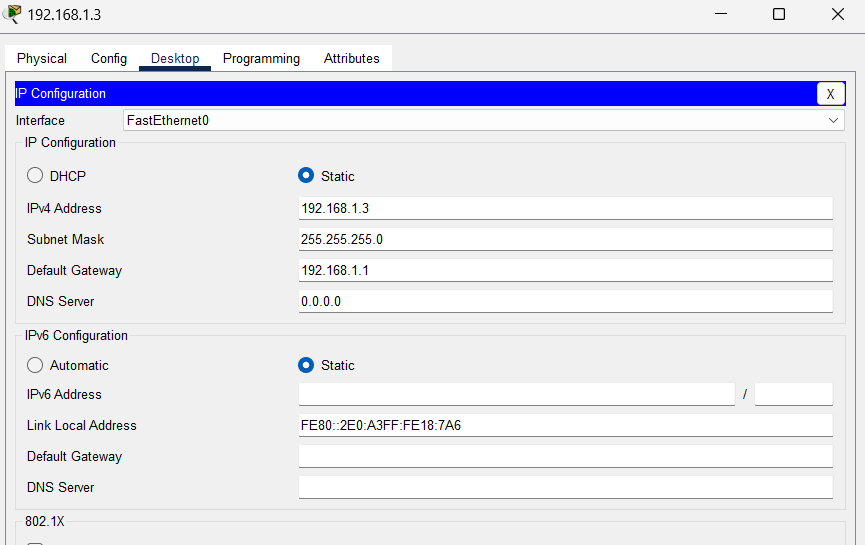 192.168.1.3
Physical Config Desktop Programming Attributes
IP Configuration X
Interface FastEthernet0
IP Configuration
DHCP Static
IPv4 Address 192.168.1.3
Subnet Mask 255.255.255.0
Default Gateway 192.168.1.1
DNS Server 0.0.0.0
IPv6 Configuration
Automatic Static
IPv6 Address /
Link Local Address FE80::2E0:A3FF:FE18:7A6
Default Gateway
DNS Server
802.1X